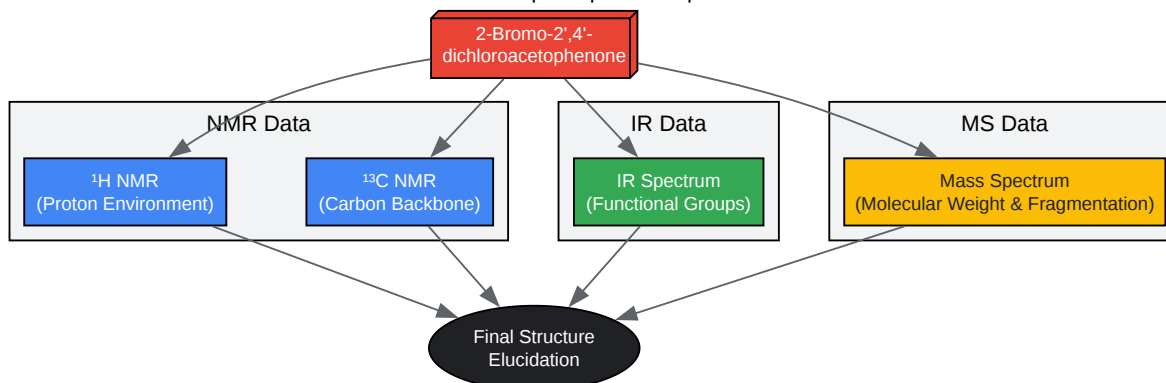 2-Bromo-2',4'-
dichloroacetophenone
NMR Data
IR Data
MS Data
¹H NMR
(Proton Environment)
¹³C NMR
(Carbon Backbone)
IR Spectrum
(Functional Groups)
Mass Spectrum
(Molecular Weight & Fragmentation)
Final Structure
Elucidation